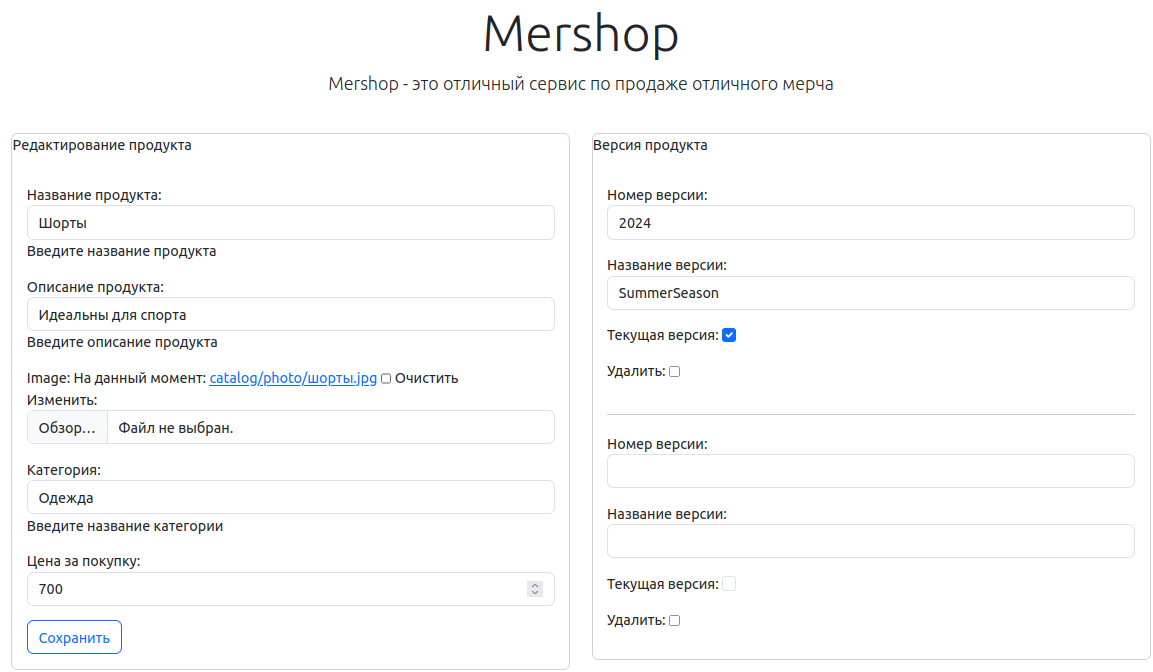 Mershop
Mershop - это отличный сервис по продаже отличного мерча
Редактирование продукта
Название продукта:
Шорты
Введите название продукта
Описание продукта:
Идеальны для спорта
Введите описание продукта
Image: На данный момент: catalog/photo/шорты.jpg Очистить
Изменить:
Обзор... Файл не выбран.
Категория:
Одежда
Введите название категории
Цена за покупку:
700
Сохранить
Версия продукта
Номер версии:
2024
Название версии:
SummerSeason
Текущая версия:
Удалить:
Номер версии:
Название версии:
Текущая версия:
Удалить: